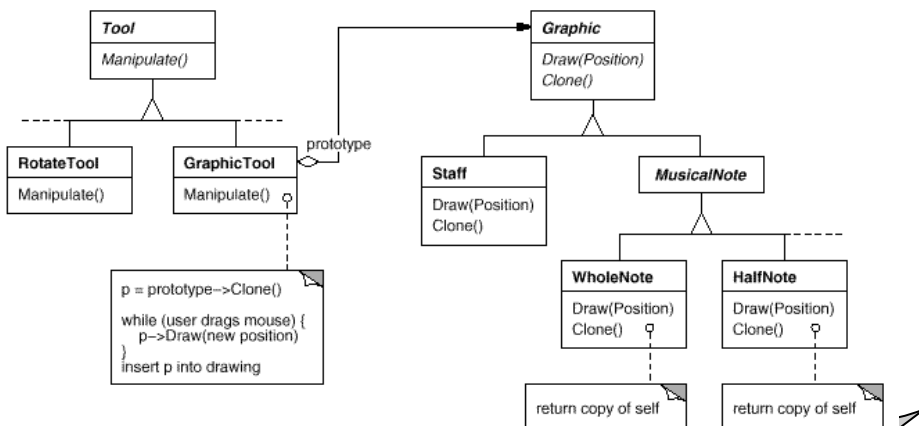 Tool
Manipulate()
Graphic
Draw(Position)
Clone()
prototype
RotateTool
Manipulate()
GraphicTool
Manipulate()
Staff
Draw(Position)
Clone()
MusicalNote
p = prototype–>Clone()
while (user drags mouse) {
p–>Draw(new position)
}
insert p into drawing
WholeNote
Draw(Position)
Clone()
HalfNote
Draw(Position)
Clone()
return copy of self
return copy of self